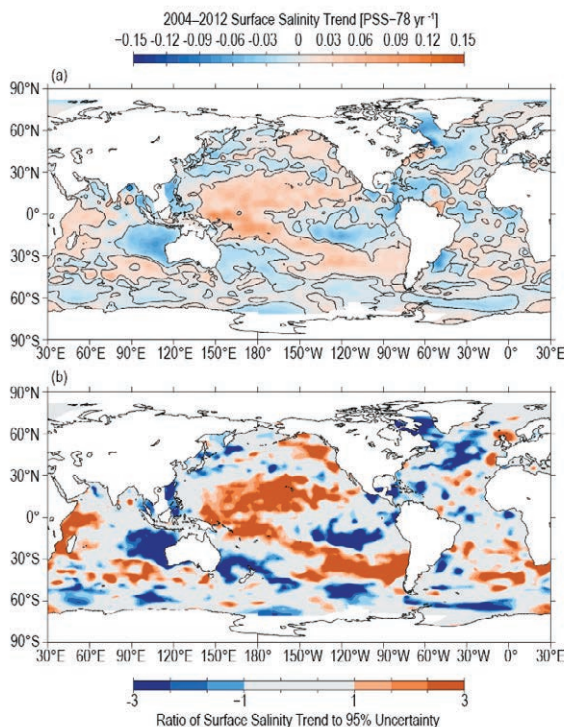 2004–2012 Surface Salinity Trend [PSS–78 yr⁻¹]
−0.15 -0.12 -0.09 -0.06 -0.03 0 0.03 0.06 0.09 0.12 0.15
(a)
90°N
60°N
30°N
0°
30°S
60°S
90°S
30°E 60°E 90°E 120°E 150°E 180° 150°W 120°W 90°W 60°W 30°W 0° 30°E
(b)
90°N
60°N
30°N
0°
30°S
60°S
90°S
30°E 60°E 90°E 120°E 150°E 180° 150°W 120°W 90°W 60°W 30°W 0° 30°E
-3 -1 1 3
Ratio of Surface Salinity Trend to 95% Uncertainty